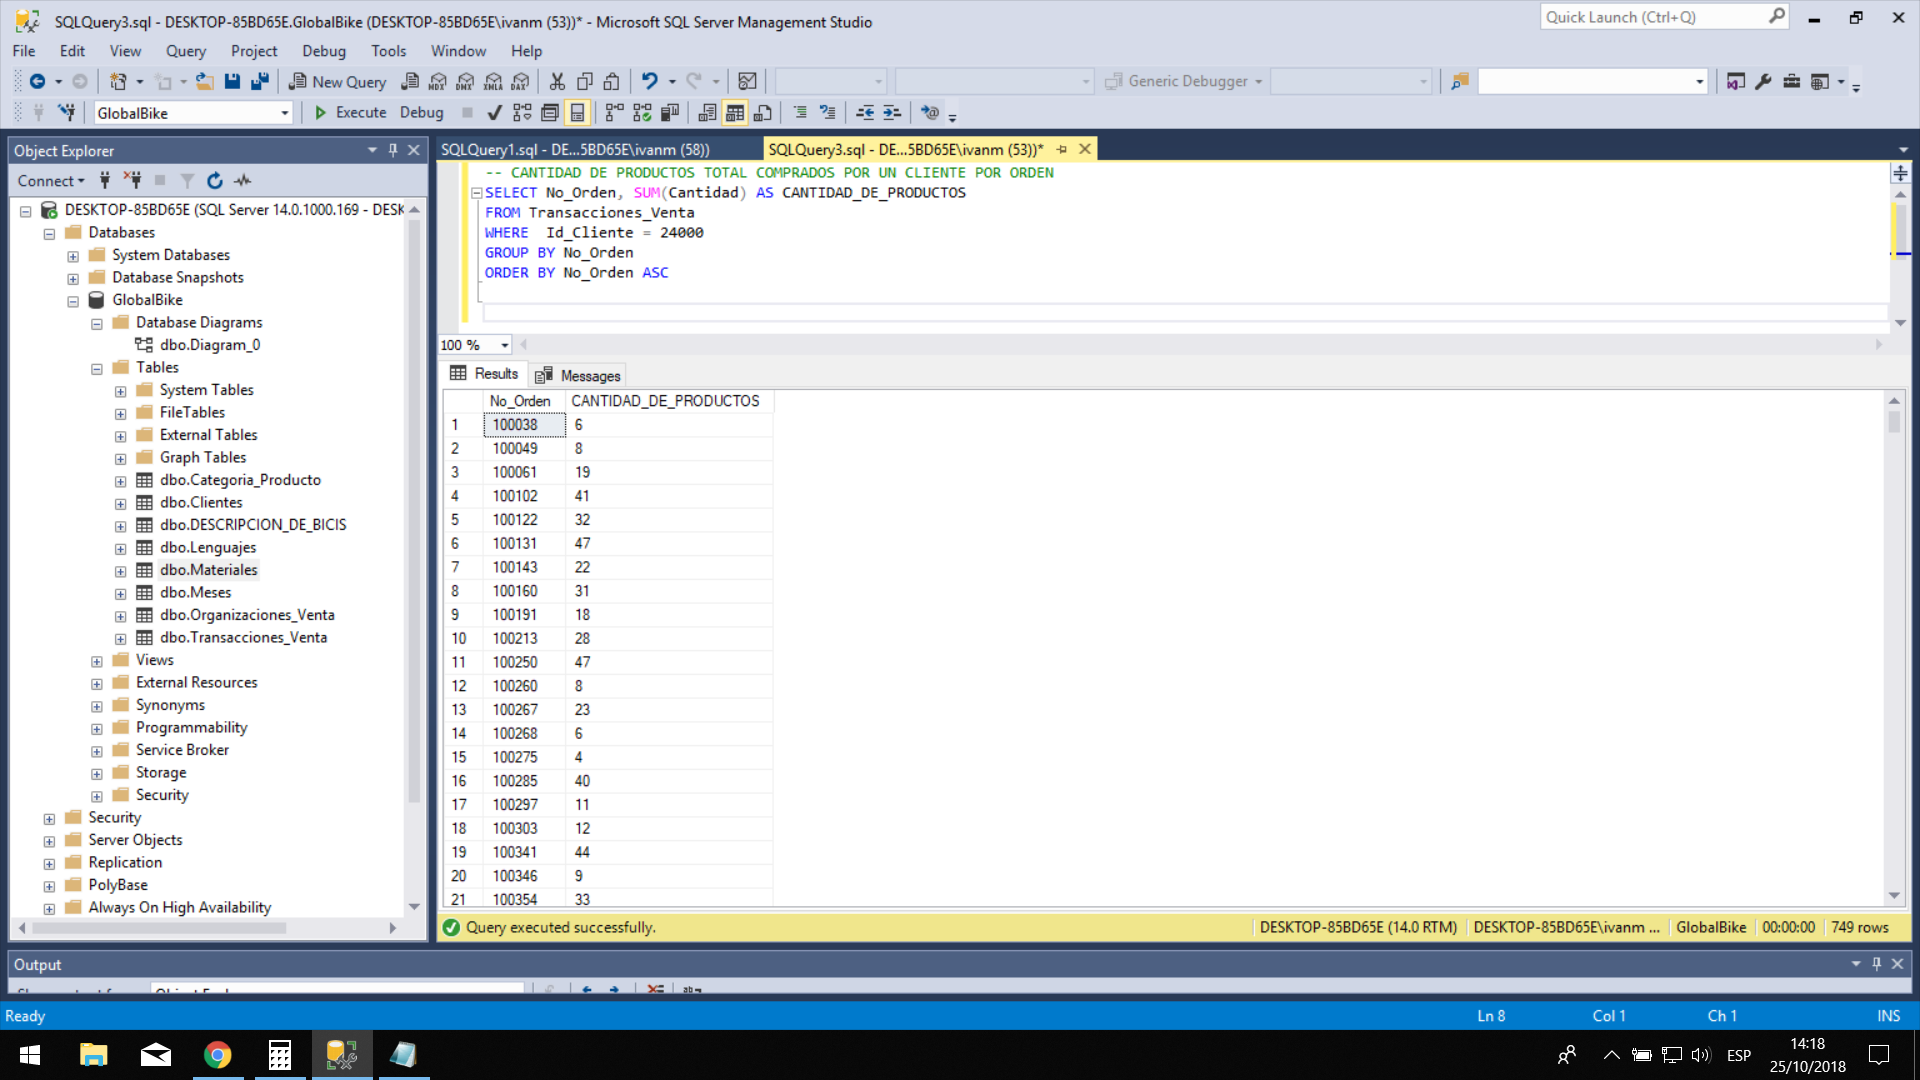 SQLQuery3.sql - DESKTOP-85BD65E.GlobalBike (DESKTOP-85BD65E\ivanm (53))* - Microsoft SQL Server Management Studio
Quick Launch (Ctrl+Q)
File Edit View Query Project Debug Tools Window Help
New Query
Generic Debugger
GlobalBike
Execute Debug
Object Explorer
Connect
DESKTOP-85BD65E (SQL Server 14.0.1000.169 - DESK
Databases
System Databases
Database Snapshots
GlobalBike
Database Diagrams
dbo.Diagram_0
Tables
System Tables
FileTables
External Tables
Graph Tables
dbo.Categoria_Producto
dbo.Clientes
dbo.DESCRIPCION_DE_BICIS
dbo.Lenguajes
dbo.Materiales
dbo.Meses
dbo.Organizaciones_Venta
dbo.Transacciones_Venta
Views
External Resources
Synonyms
Programmability
Service Broker
Storage
Security
Security
Server Objects
Replication
PolyBase
Always On High Availability
SQLQuery1.sql - DE...5BD65E\ivanm (58))
SQLQuery3.sql - DE...5BD65E\ivanm (53))*
-- CANTIDAD DE PRODUCTOS TOTAL COMPRADOS POR UN CLIENTE POR ORDEN
SELECT No_Orden, SUM(Cantidad) AS CANTIDAD_DE_PRODUCTOS
FROM Transacciones_Venta
WHERE  Id_Cliente = 24000
GROUP BY No_Orden
ORDER BY No_Orden ASC
100 %
Results Messages
No_Orden CANTIDAD_DE_PRODUCTOS
1 100038 6
2 100049 8
3 100061 19
4 100102 41
5 100122 32
6 100131 47
7 100143 22
8 100160 31
9 100191 18
10 100213 28
11 100250 47
12 100260 8
13 100267 23
14 100268 6
15 100275 4
16 100285 40
17 100297 11
18 100303 12
19 100341 44
20 100346 9
21 100354 33
Query executed successfully.
DESKTOP-85BD65E (14.0 RTM) DESKTOP-85BD65E\ivanm ... GlobalBike 00:00:00 749 rows
Output
Ready
Ln 8 Col 1 Ch 1 INS
ESP
14:18
25/10/2018